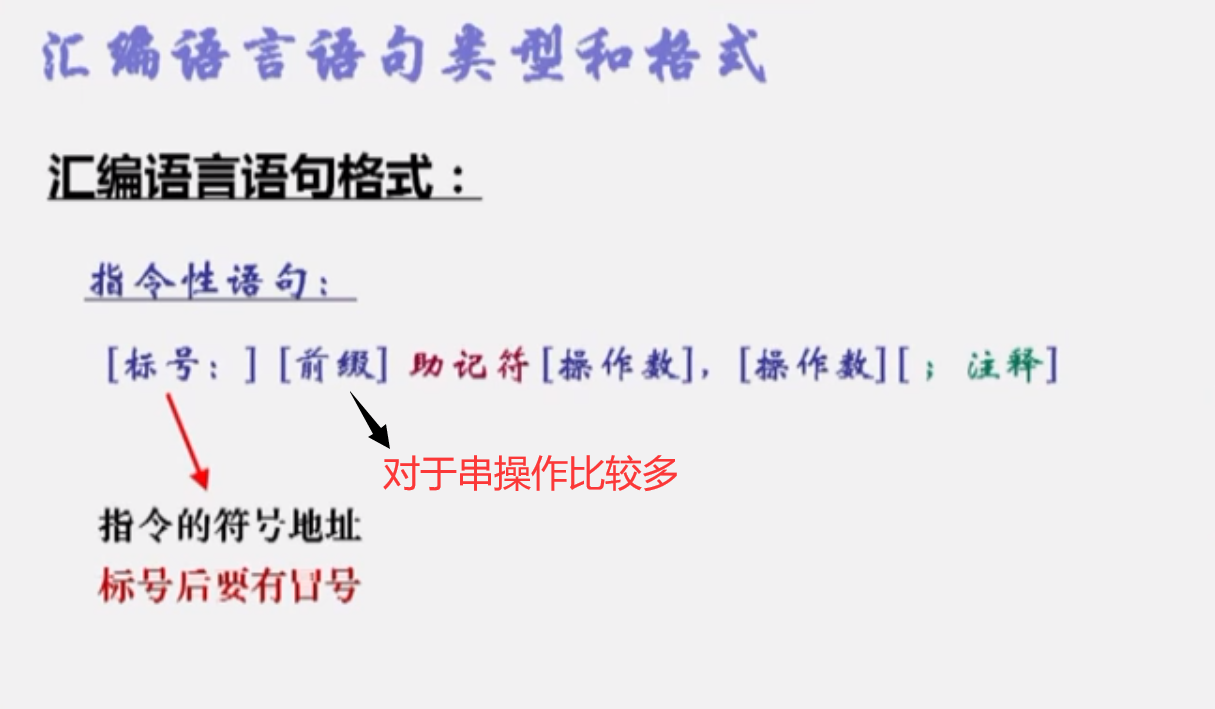 汇编语言语句类型和格式
汇编语言语句格式：
指令性语句：
[标号：] [前缀] 助记符[操作数]，[操作数][；注释]
对于串操作比较多
指令的符号地址
标号后要有冒号